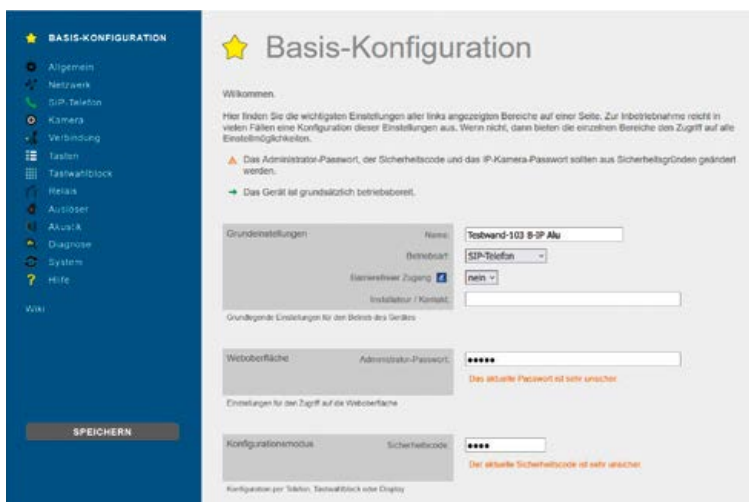 BASIS-KONFIGURATION
Allgemein
Netzwerk
SIP-Telefon
Kamera
Verbindung
Tasten
Tastwahlblock
Relais
Auslöser
Akustik
Diagnose
System
Hilfe
Wiki
SPEICHERN
Basis-Konfiguration
Willkommen.
Hier finden Sie die wichtigsten Einstellungen aller links angezeigten Bereiche auf einer Seite. Zur Inbetriebnahme reicht in
vielen Fällen eine Konfiguration dieser Einstellungen aus. Wenn nicht, dann bieten die einzelnen Bereiche den Zugriff auf alle
Einstellmöglichkeiten.
Das Administrator-Passwort, der Sicherheitscode und das IP-Kamera-Passwort sollten aus Sicherheitsgründen geändert
werden.
Das Gerät ist grundsätzlich betriebsbereit.
Grundeinstellungen
Name: Testwand-103 8-IP Alu
Betriebsart: SIP-Telefon
Barrierefreier Zugang nein
Installateur / Kontakt:
Grundlegende Einstellungen für den Betrieb des Gerätes
Weboberfläche
Administrator-Passwort: •••••
Das aktuelle Passwort ist sehr unsicher.
Einstellungen für den Zugriff auf die Weboberfläche
Konfigurationsmodus
Sicherheitscode: ••••
Der aktuelle Sicherheitscode ist sehr unsicher.
Konfiguration per Telefon, Tastwahlblock oder Display